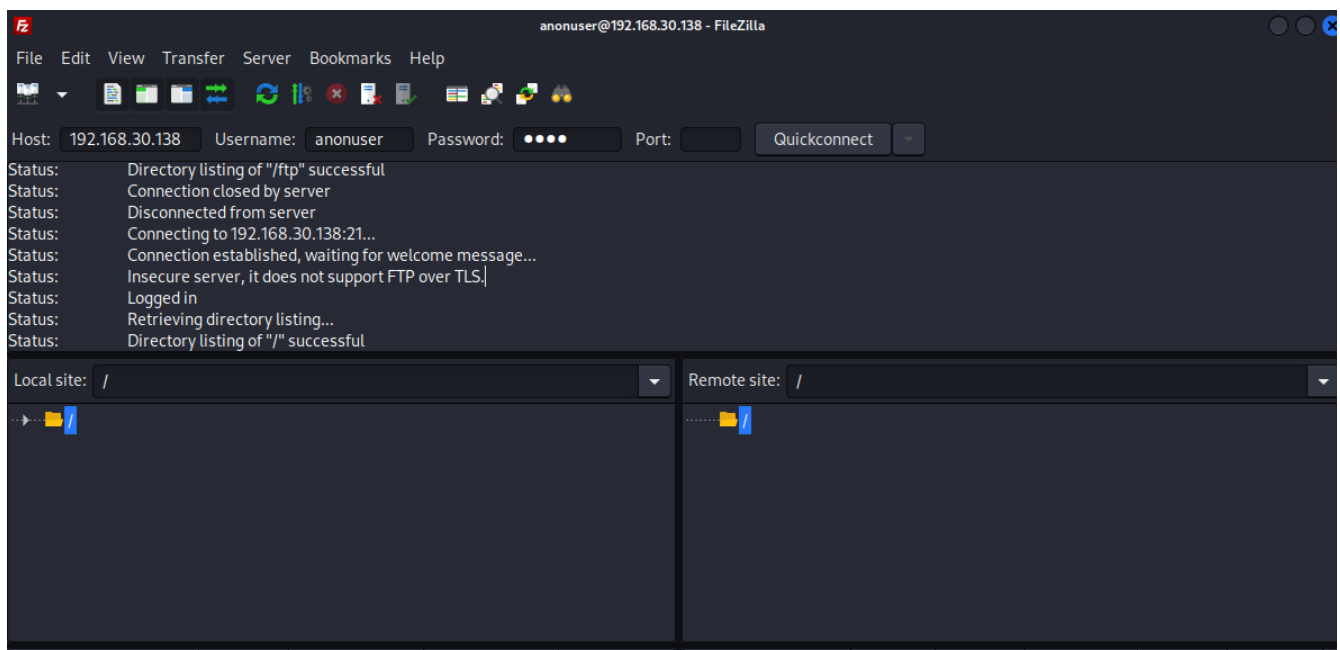 Fz
anonuser@192.168.30.138 - FileZilla
File Edit View Transfer Server Bookmarks Help
Host: 192.168.30.138 Username: anonuser Password: ●●●● Port: Quickconnect
Status: Directory listing of "/ftp" successful
Status: Connection closed by server
Status: Disconnected from server
Status: Connecting to 192.168.30.138:21...
Status: Connection established, waiting for welcome message...
Status: Insecure server, it does not support FTP over TLS.
Status: Logged in
Status: Retrieving directory listing...
Status: Directory listing of "/" successful
Local site: / Remote site: /
/ /